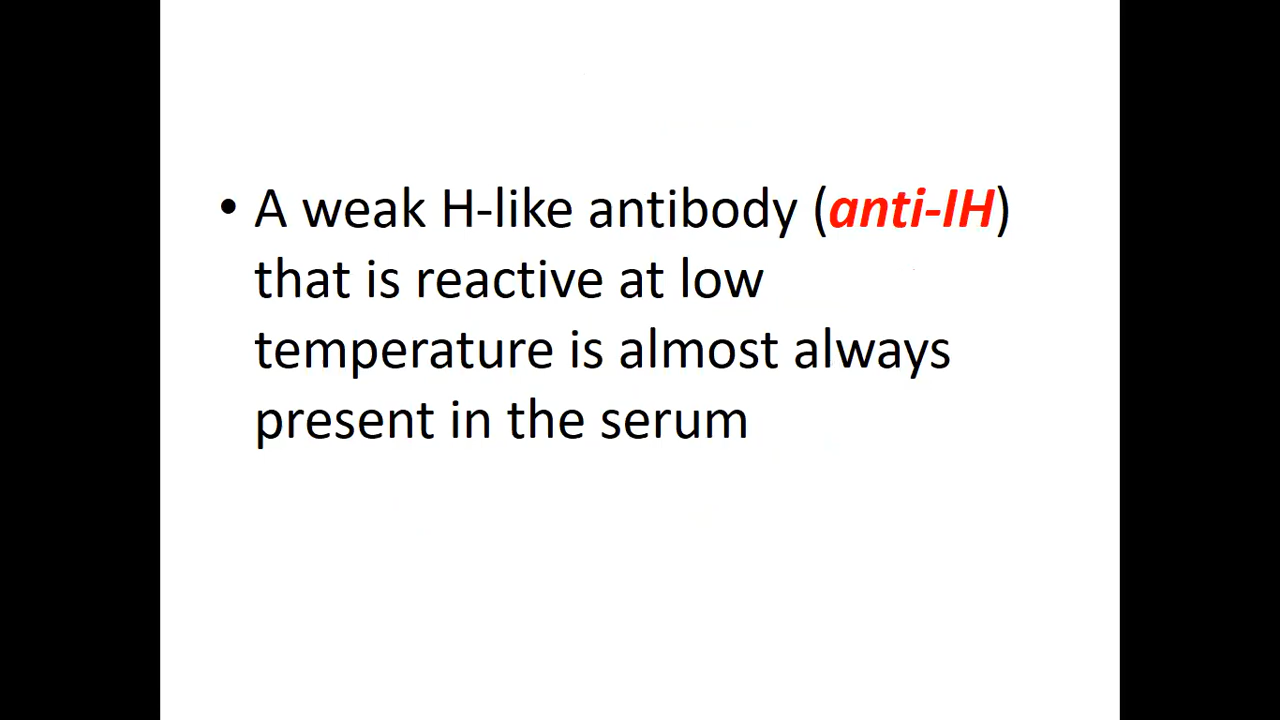 • A weak H-like antibody (anti-IH)
that is reactive at low
temperature is almost always
present in the serum